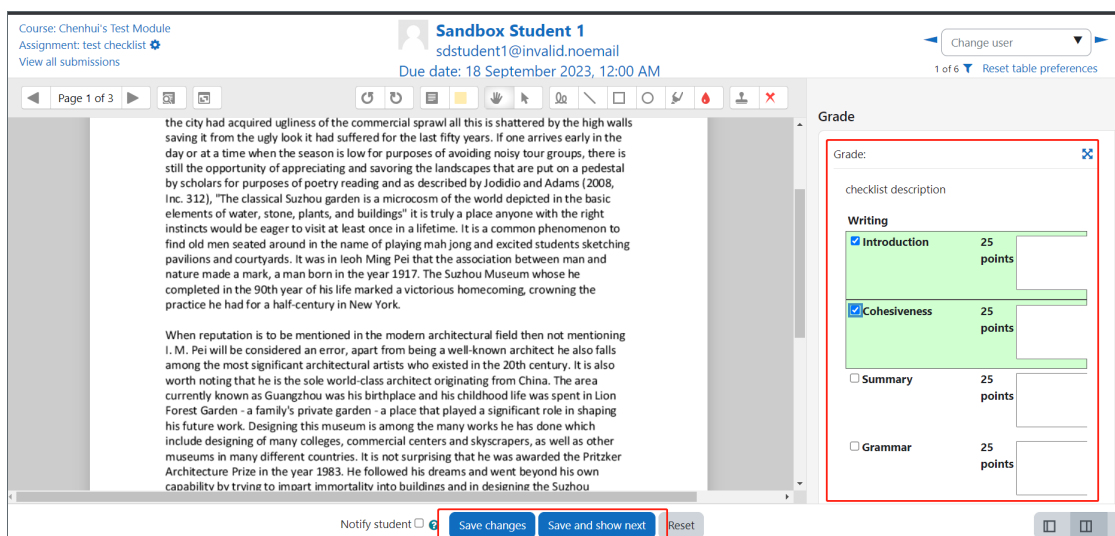 Course: Chenhui's Test Module
Assignment: test checklist
View all submissions
Sandbox Student 1
sdstudent1@invalid.noemail
Due date: 18 September 2023, 12:00 AM
Change user
1 of 6
Reset table preferences
Page 1 of 3
the city had acquired ugliness of the commercial sprawl all this is shattered by the high walls
saving it from the ugly look it had suffered for the last fifty years. If one arrives early in the
day or at a time when the season is low for purposes of avoiding noisy tour groups, there is
still the opportunity of appreciating and savoring the landscapes that are put on a pedestal
by scholars for purposes of poetry reading and as described by Jodidio and Adams (2008,
Inc. 312), "The classical Suzhou garden is a microcosm of the world depicted in the basic
elements of water, stone, plants, and buildings" it is truly a place anyone with the right
instincts would be eager to visit at least once in a lifetime. It is a common phenomenon to
find old men seated around in the name of playing mah jong and excited students sketching
pavilions and courtyards. It was in Ieoh Ming Pei that the association between man and
nature made a mark, a man born in the year 1917. The Suzhou Museum whose he
completed in the 90th year of his life marked a victorious homecoming, crowning the
practice he had for a half-century in New York.
When reputation is to be mentioned in the modern architectural field then not mentioning
I. M. Pei will be considered an error, apart from being a well-known architect he also falls
among the most significant architectural artists who existed in the 20th century. It is also
worth noting that he is the sole world-class architect originating from China. The area
currently known as Guangzhou was his birthplace and his childhood life was spent in Lion
Forest Garden - a family's private garden - a place that played a significant role in shaping
his future work. Designing this museum is among the many works he has done which
include designing of many colleges, commercial centers and skyscrapers, as well as other
museums in many different countries. It is not surprising that he was awarded the Pritzker
Architecture Prize in the year 1983. He followed his dreams and went beyond his own
capability by trying to impart immortality into buildings and in designing the Suzhou
Grade
Grade:
checklist description
Writing
Introduction
25
points
Cohesiveness
25
points
Summary
25
points
Grammar
25
points
Notify student
Save changes
Save and show next
Reset